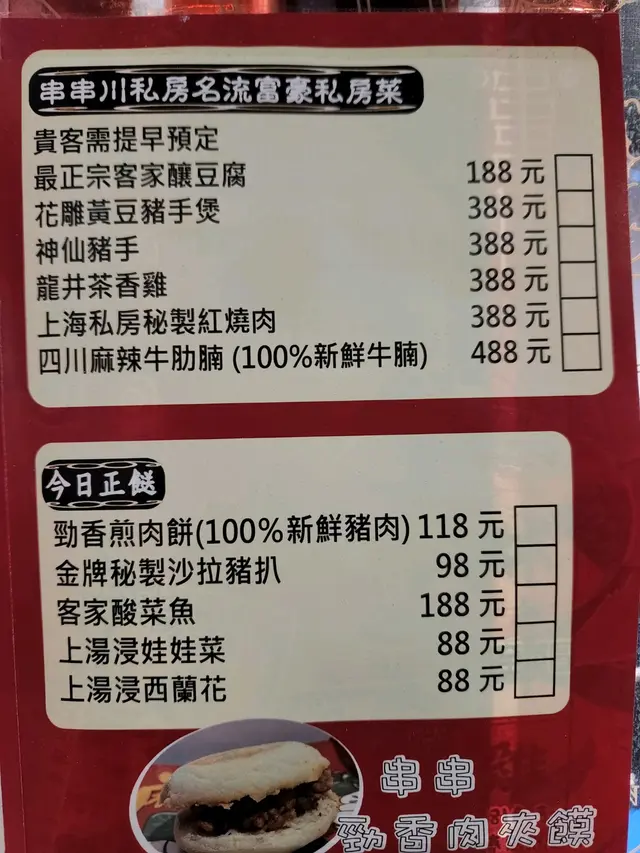 串串川私房名流富豪私房菜
貴客需提早預定
最正宗客家釀豆腐 188 元
花雕黃豆豬手煲 388 元
神仙豬手 388 元
龍井茶香雞 388 元
上海私房秘製紅燒肉 388 元
四川麻辣牛肋腩 (100%新鮮牛腩) 488 元
今日正餸
勁香煎肉餅(100%新鮮豬肉) 118 元
金牌秘製沙拉豬扒 98 元
客家酸菜魚 188 元
上湯浸娃娃菜 88 元
上湯浸西蘭花 88 元
串串
勁香肉夾饃